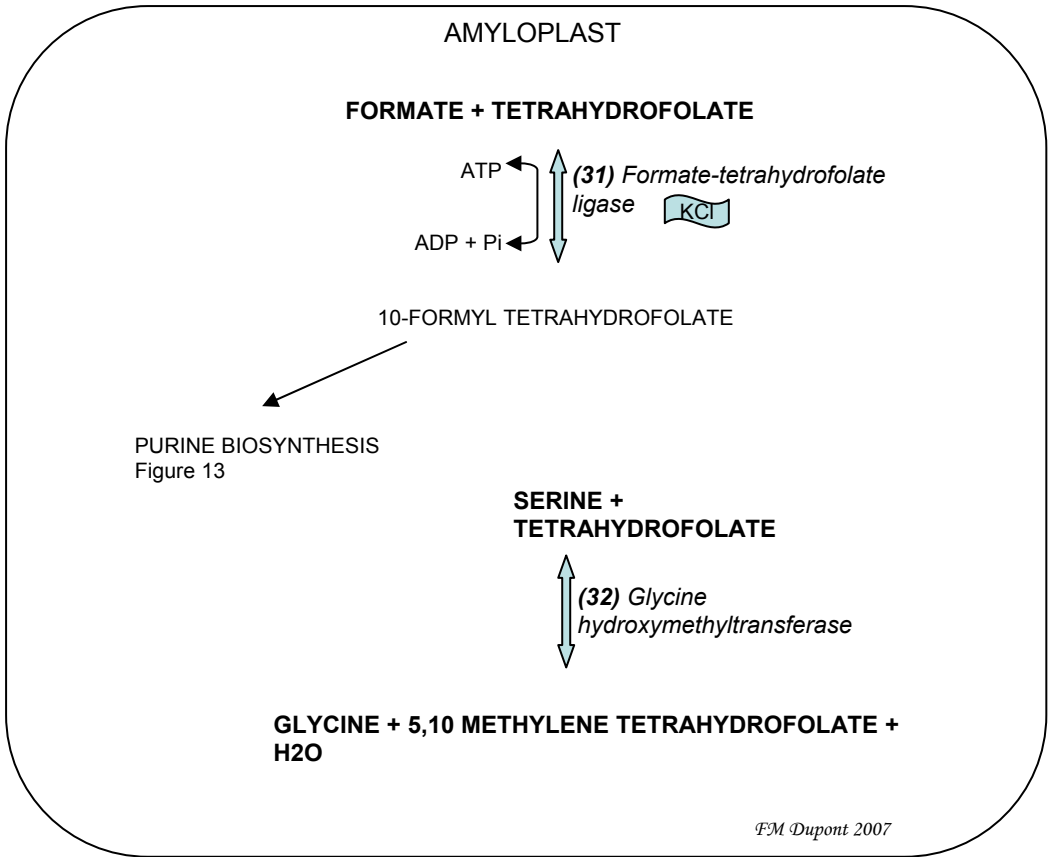 AMYLOPLAST
FORMATE + TETRAHYDROFOLATE
ATP
(31) Formate-tetrahydrofolate
ligase
KCl
ADP + Pi
10-FORMYL TETRAHYDROFOLATE
PURINE BIOSYNTHESIS
Figure 13
SERINE +
TETRAHYDROFOLATE
(32) Glycine
hydroxymethyltransferase
GLYCINE + 5,10 METHYLENE TETRAHYDROFOLATE +
H2O
FM Dupont 2007